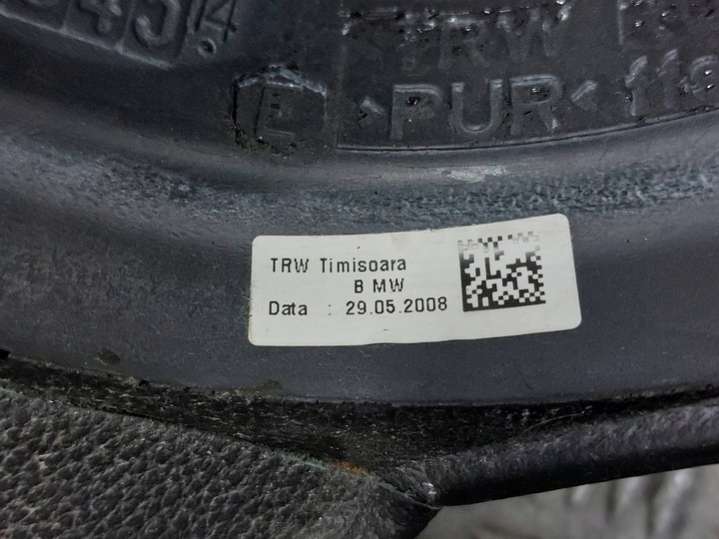 TRW
>PUR<
E
TRW Timisoara
B MW
Data : 29.05.2008